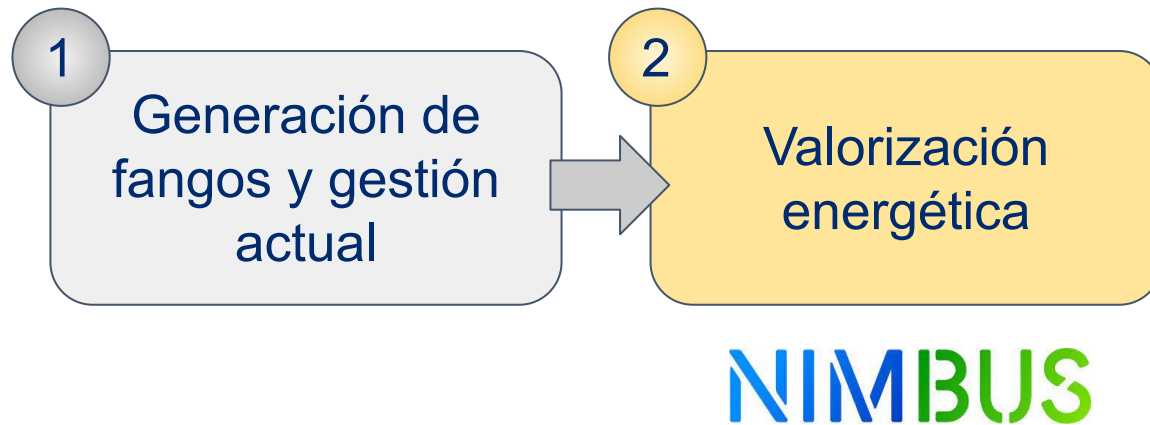 1
Generación de
fangos y gestión
actual
2
Valorización
energética
NIMBUS